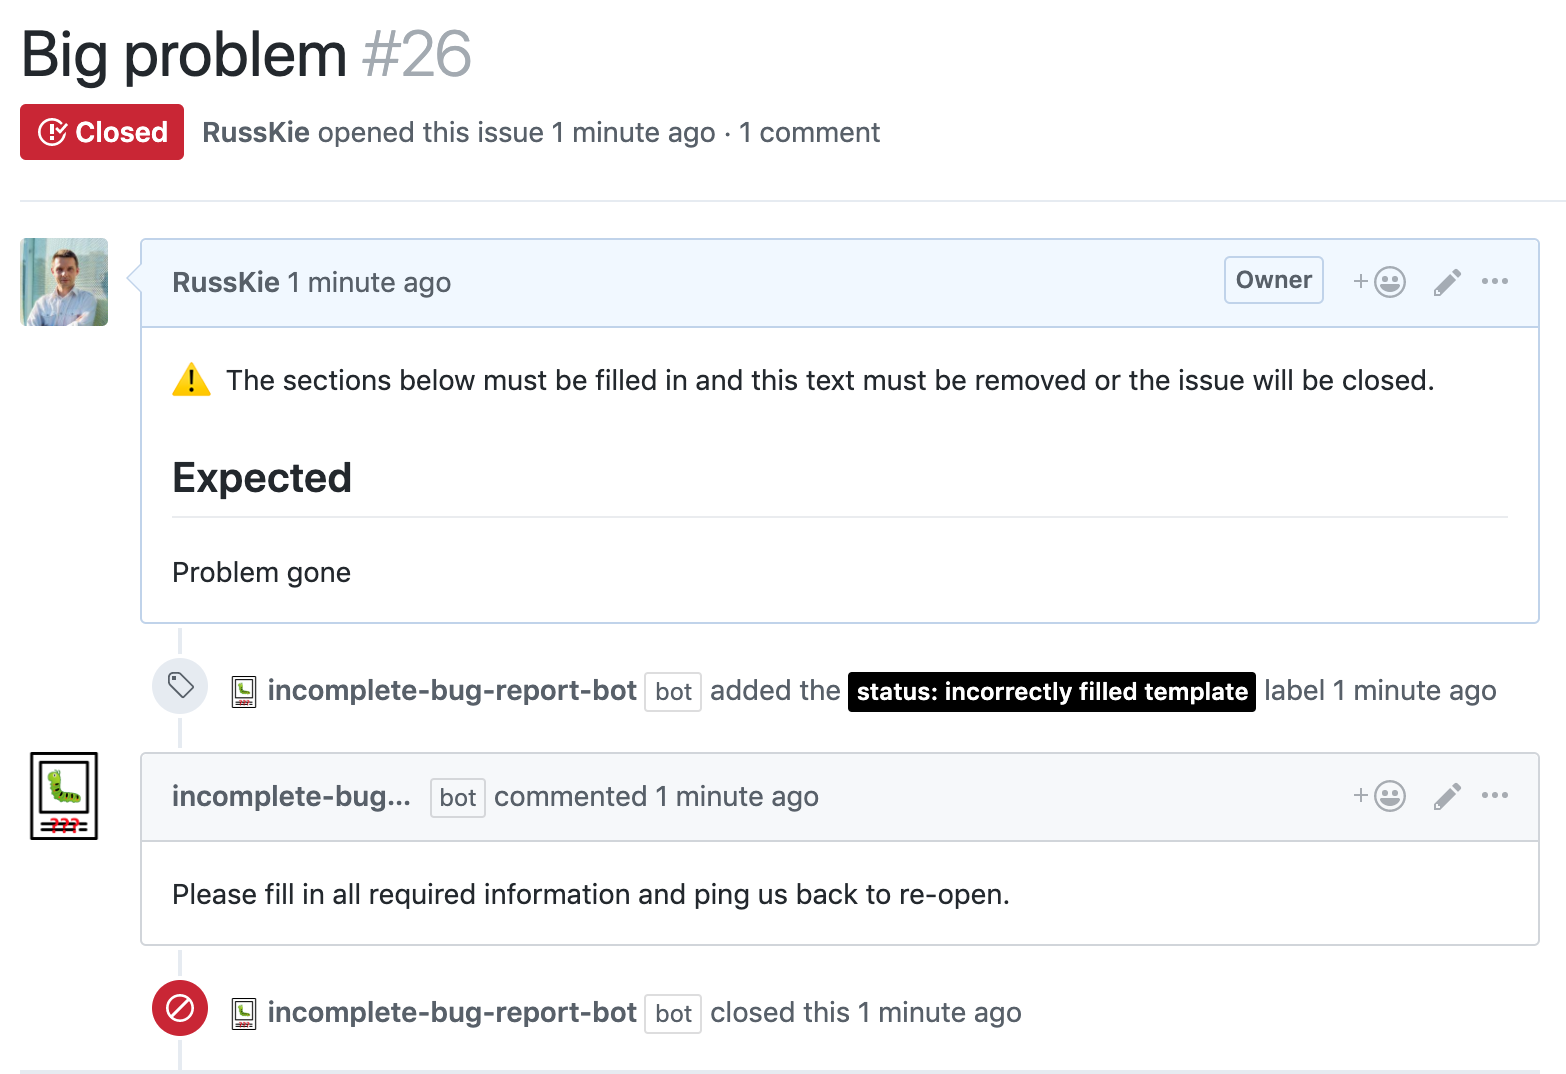 Big problem #26
Closed RussKie opened this issue 1 minute ago · 1 comment
RussKie 1 minute ago Owner
⚠️ The sections below must be filled in and this text must be removed or the issue will be closed.
Expected
Problem gone
incomplete-bug-report-bot bot added the status: incorrectly filled template label 1 minute ago
incomplete-bug... bot commented 1 minute ago
???
Please fill in all required information and ping us back to re-open.
incomplete-bug-report-bot bot closed this 1 minute ago